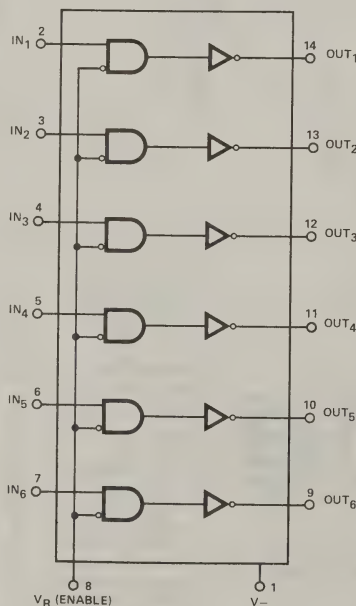 IN1 2 14 OUT1
IN2 3 13 OUT2
IN3 4 12 OUT3
IN4 5 11 OUT4
IN5 6 10 OUT5
IN6 7 9 OUT6
8 1
VR (ENABLE) V–